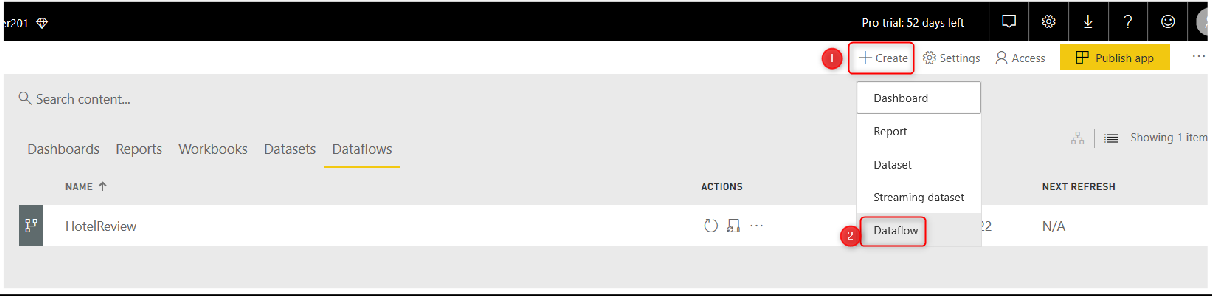 er201 Pro trial: 52 days left ?
1 + Create Settings Access Publish app ...
Search content... Dashboard
Report
Dashboards Reports Workbooks Datasets Dataflows Showing 1 item
Dataset
NAME ↑ ACTIONS NEXT REFRESH
Streaming dataset
HotelReview ... 2 Dataflow 22 N/A